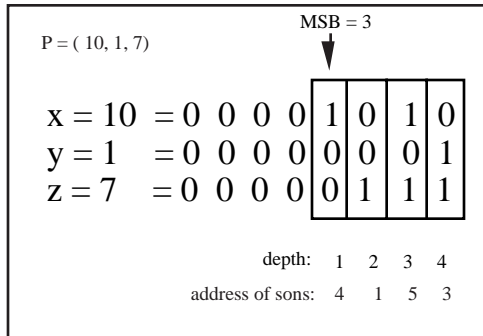 MSB = 3
P = ( 10, 1, 7)
x = 10 = 0 0 0 0 1 0 1 0
y = 1 = 0 0 0 0 0 0 0 1
z = 7 = 0 0 0 0 0 1 1 1
depth: 1 2 3 4
address of sons: 4 1 5 3